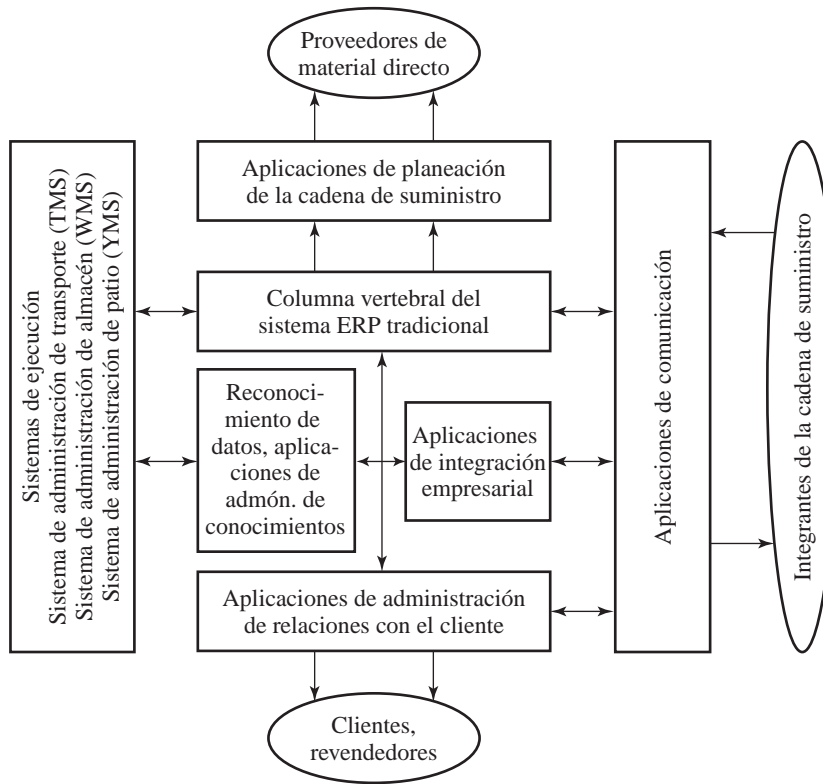 Proveedores de
material directo
Aplicaciones de planeación
de la cadena de suministro
Sistemas de ejecución
Sistema de administración de transporte (TMS)
Sistema de administración de almacén (WMS)
Sistema de administración de patio (YMS)
Columna vertebral del
sistema ERP tradicional
Reconoci-
miento de
datos, aplica-
ciones de
admón. de
conocimientos
Aplicaciones
de integración
empresarial
Aplicaciones de comunicación
Integrantes de la cadena de suministro
Aplicaciones de administración
de relaciones con el cliente
Clientes,
revendedores